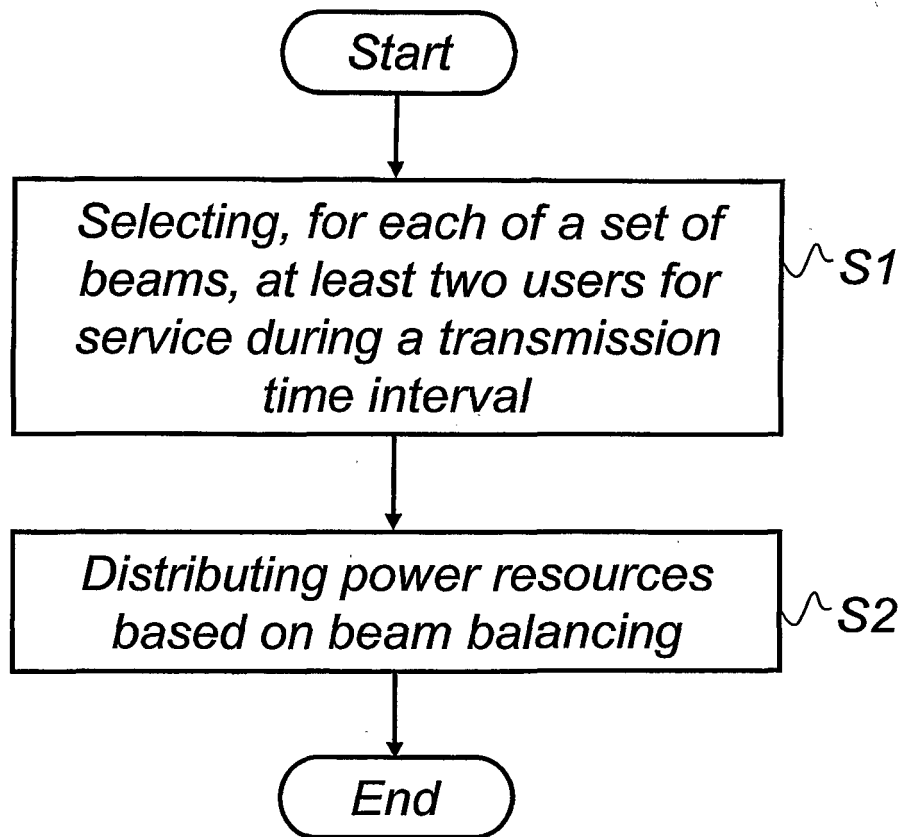 Start
Selecting, for each of a set of
beams, at least two users for
service during a transmission
time interval
S1
Distributing power resources
based on beam balancing
S2
End